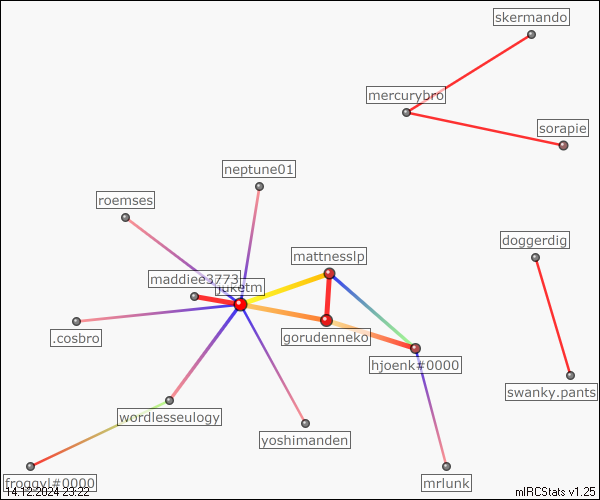 skermando
mercurybro
sorapie
neptune01
roemses
doggerdig
mattnesslp
maddiee3773
.cosbro
gorudenneko
hjoenk#0000
swanky.pants
wordlesseulogy
yoshimanden
froggyl#0000
mrlunk
14.12.2024 23:22
mIRCStats v1.25